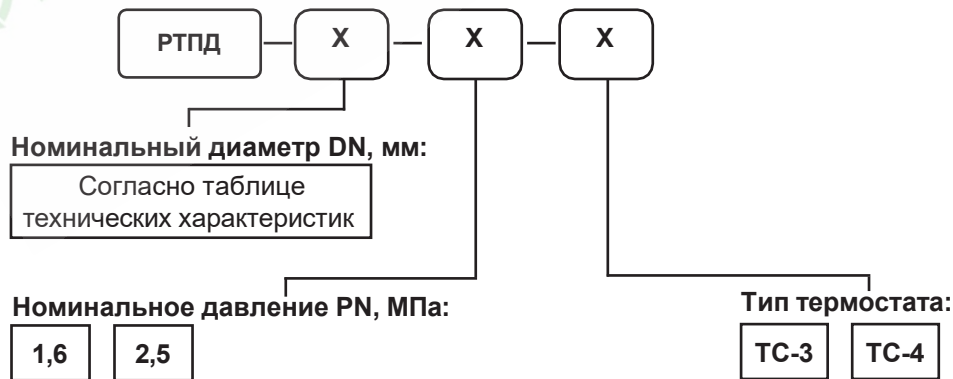 РТПД — X — X — X
Номинальный диаметр DN, мм:
Согласно таблице
технических характеристик
Номинальное давление PN, МПа:
1,6 2,5
Тип термостата:
ТС-3 ТС-4